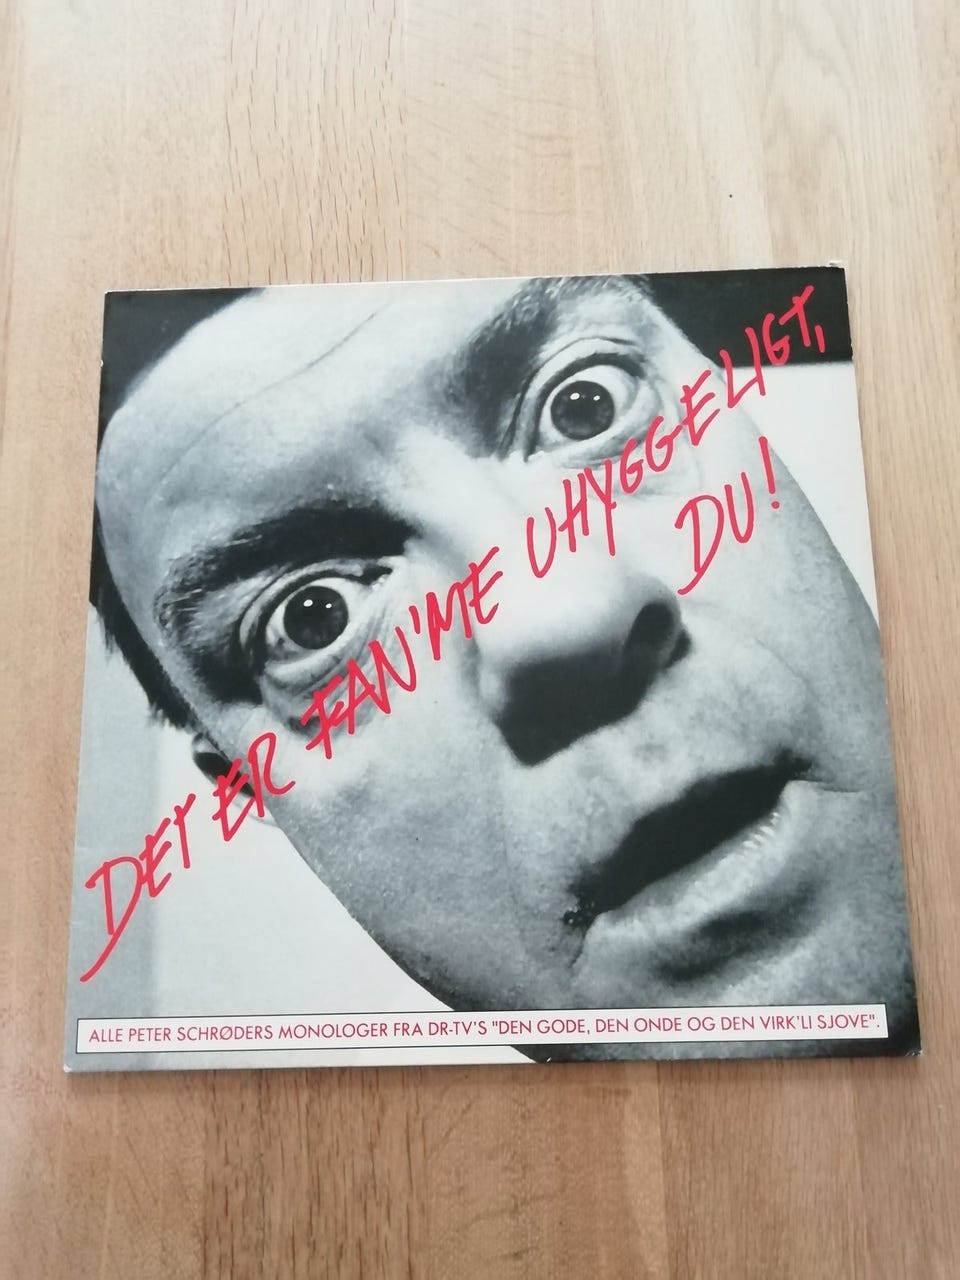 DET ER FAN'ME UHYGGELIGT,
DU!
ALLE PETER SCHRØDERS MONOLOGER FRA DR-TV'S "DEN GODE, DEN ONDE OG DEN VIRK'LI SJOVE".